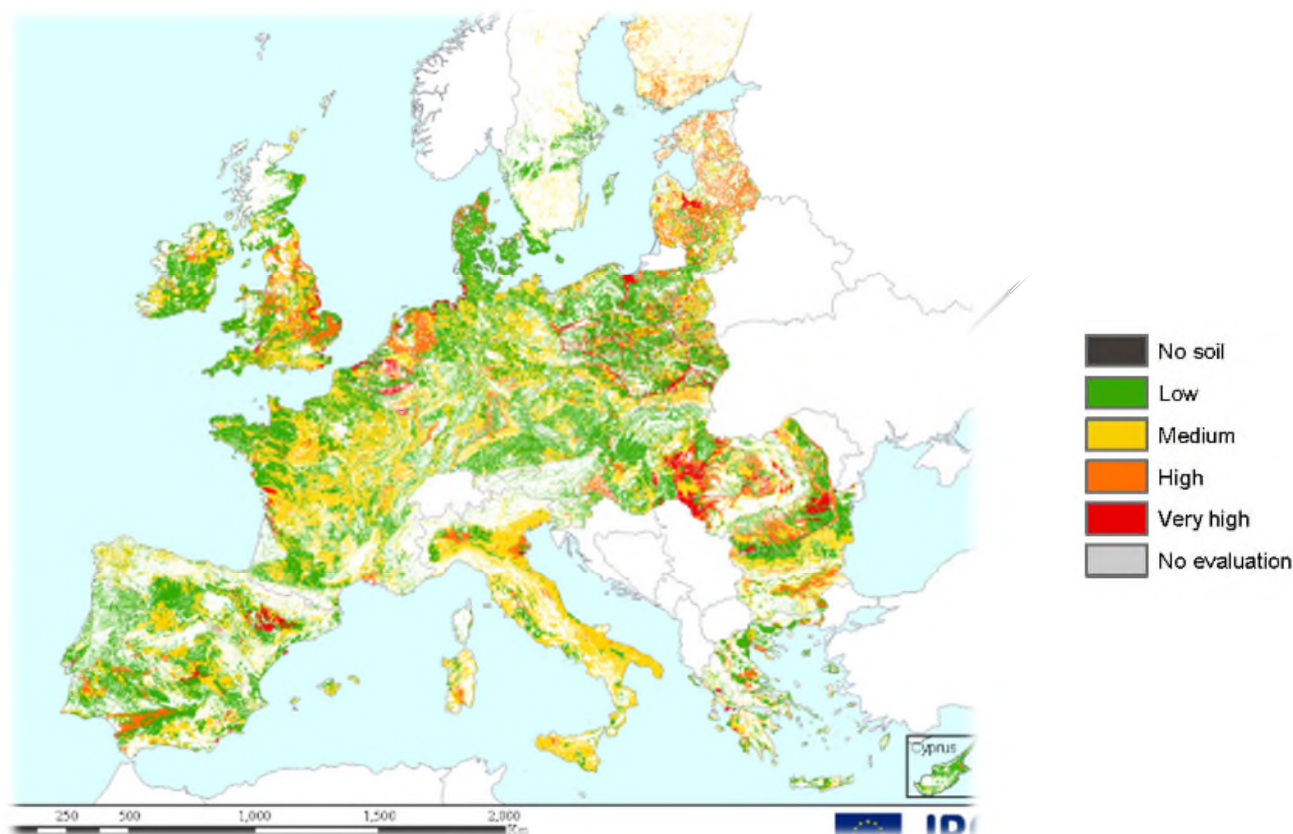 No soil
Low
Medium
High
Very high
No evaluation
Cyprus
250 500 1,000 1,500 2,000
Km